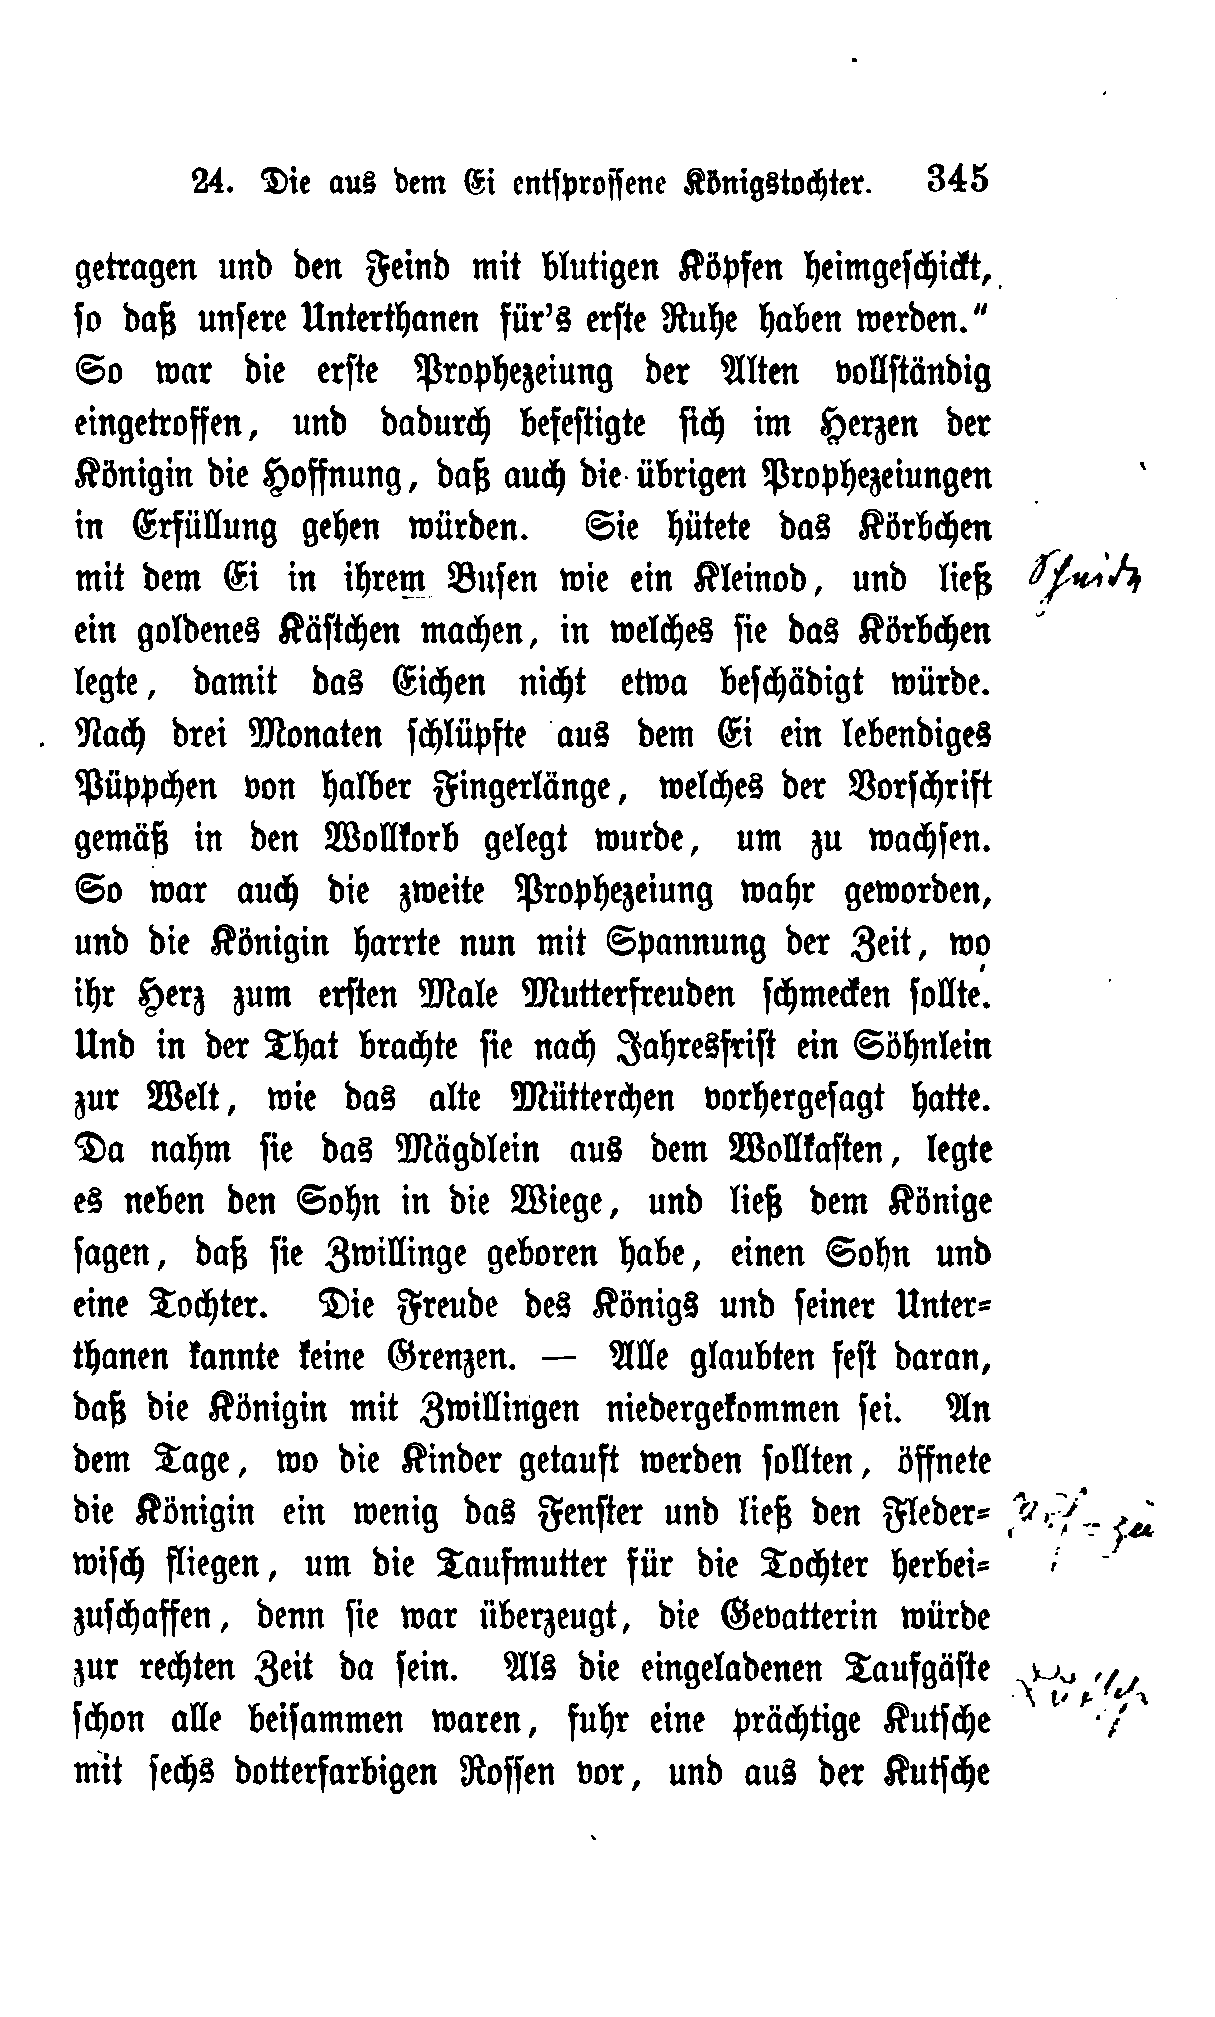 24. Die aus dem Ei entsprossene Königstochter. 345
getragen und den Feind mit blutigen Köpfen heimgeschickt,
so daß unsere Unterthanen für's erste Ruhe haben werden."
So war die erste Prophezeiung der Alten vollständig
eingetroffen, und dadurch befestigte sich im Herzen der
Königin die Hoffnung, daß auch die übrigen Prophezeiungen
in Erfüllung gehen würden. Sie hütete das Körbchen
mit dem Ei in ihrem Busen wie ein Kleinod, und ließ
ein goldenes Kästchen machen, in welches sie das Körbchen
legte, damit das Eichen nicht etwa beschädigt würde.
Nach drei Monaten schlüpfte aus dem Ei ein lebendiges
Püppchen von halber Fingerlänge, welches der Vorschrift
gemäß in den Wollkorb gelegt wurde, um zu wachsen.
So war auch die zweite Prophezeiung wahr geworden,
und die Königin harrte nun mit Spannung der Zeit, wo
ihr Herz zum ersten Male Mutterfreuden schmecken sollte.
Und in der That brachte sie nach Jahresfrist ein Söhnlein
zur Welt, wie das alte Mütterchen vorhergesagt hatte.
Da nahm sie das Mägdlein aus dem Wollkasten, legte
es neben den Sohn in die Wiege, und ließ dem Könige
sagen, daß sie Zwillinge geboren habe, einen Sohn und
eine Tochter. Die Freude des Königs und seiner Unter-
thanen kannte keine Grenzen. — Alle glaubten fest daran,
daß die Königin mit Zwillingen niedergekommen sei. An
dem Tage, wo die Kinder getauft werden sollten, öffnete
die Königin ein wenig das Fenster und ließ den Fleder-
wisch fliegen, um die Taufmutter für die Tochter herbei-
zuschaffen, denn sie war überzeugt, die Gevatterin würde
zur rechten Zeit da sein. Als die eingeladenen Taufgäste
schon alle beisammen waren, fuhr eine prächtige Kutsche
mit sechs dotterfarbigen Rossen vor, und aus der Kutsche